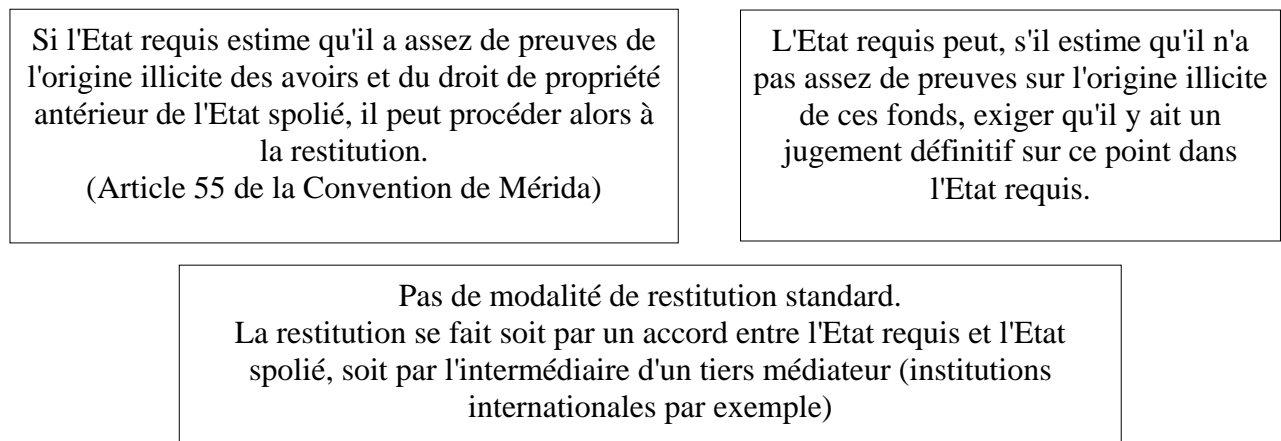 Si l'Etat requis estime qu'il a assez de preuves de
l'origine illicite des avoirs et du droit de propriété
antérieur de l'Etat spolié, il peut procéder alors à
la restitution.
(Article 55 de la Convention de Mérida)
L'Etat requis peut, s'il estime qu'il n'a
pas assez de preuves sur l'origine illicite
de ces fonds, exiger qu'il y ait un
jugement définitif sur ce point dans
l'Etat requis.
Pas de modalité de restitution standard.
La restitution se fait soit par un accord entre l'Etat requis et l'Etat
spolié, soit par l'intermédiaire d'un tiers médiateur (institutions
internationales par exemple)